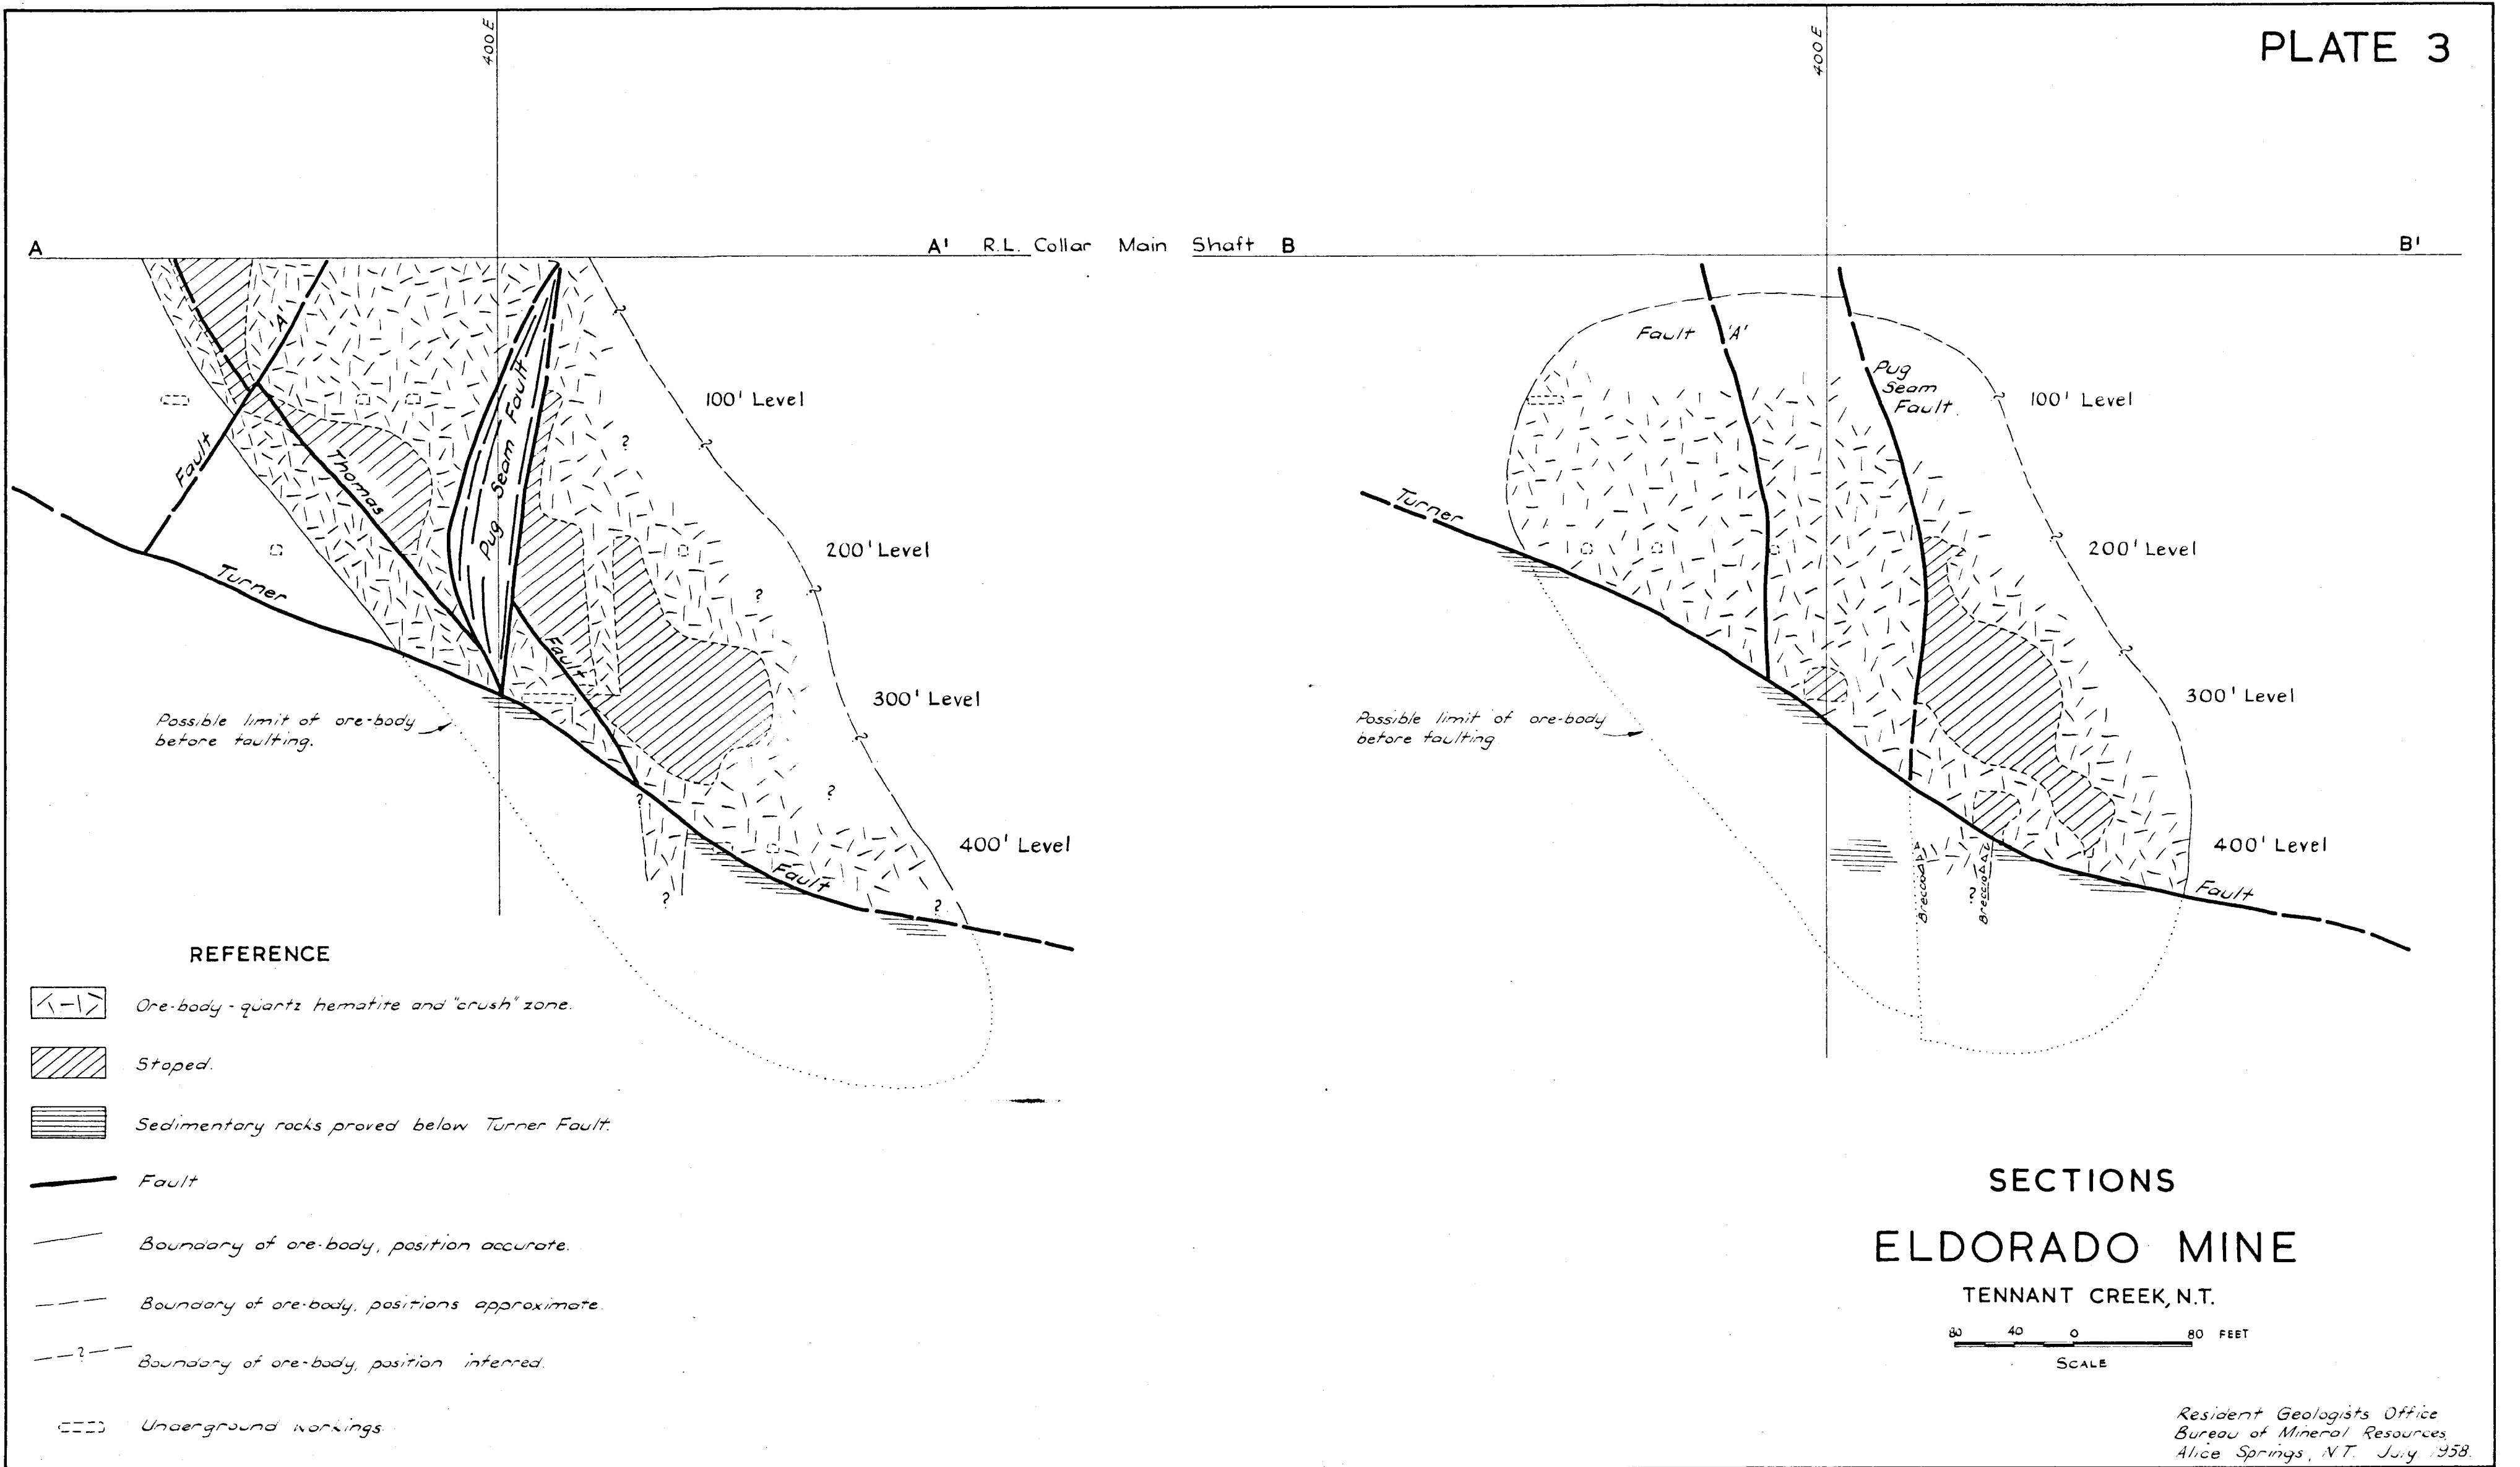 PLATE 3
400 E
400 E
A
A' R.L. Collar Main Shaft B
B'
Fault 'A'
Thomas
Fault
Pug Seam Fault
Turner
Fault
100' Level
200' Level
300' Level
400' Level
?
?
?
?
?
?
?
?
?
?
?
Possible limit of ore-body
before faulting.
Fault 'A'
Pug
Seam
Fault
Turner
Fault
100' Level
200' Level
300' Level
400' Level
?
?
?
?
Breccia
Breccia
Possible limit of ore-body
before faulting
REFERENCE
Ore-body - quartz hematite and "crush" zone.
Stoped.
Sedimentary rocks proved below Turner Fault.
Fault
Boundary of ore-body, position accurate.
Boundary of ore-body, positions approximate.
?
Boundary of ore-body, position inferred.
Underground workings.
SECTIONS
ELDORADO MINE
TENNANT CREEK, N.T.
80 40 0 80 FEET
SCALE
Resident Geologists Office
Bureau of Mineral Resources,
Alice Springs, N.T. July 1958.